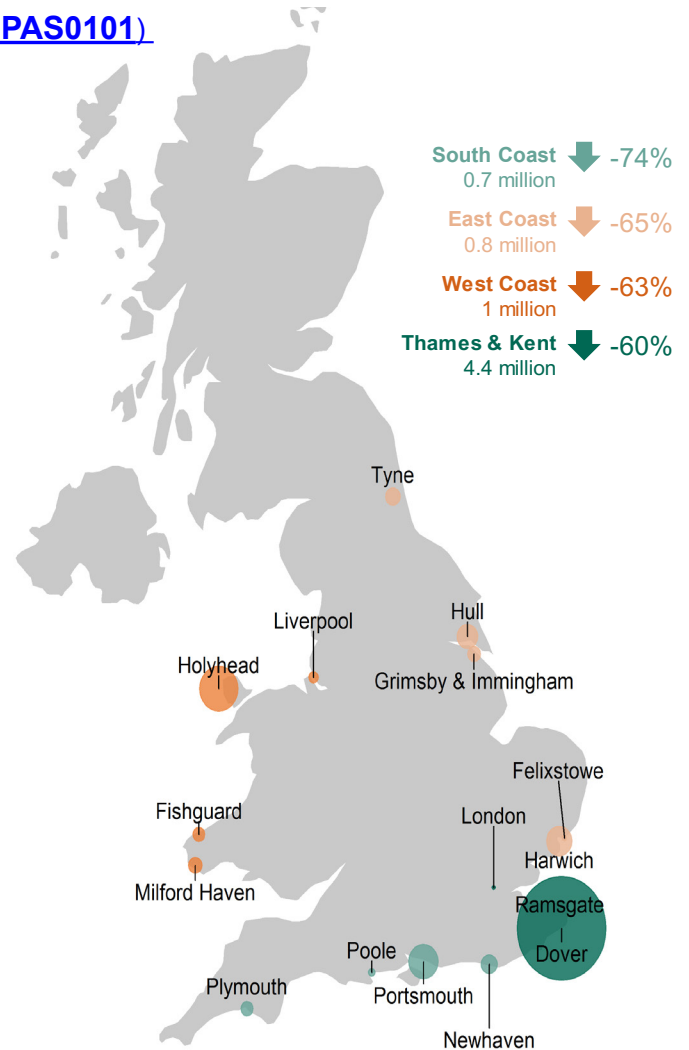 PAS0101)
South Coast -74%
0.7 million
East Coast -65%
0.8 million
West Coast -63%
1 million
Thames & Kent -60%
4.4 million
Tyne
Hull
Liverpool
Holyhead
Grimsby & Immingham
Felixstowe
Fishguard
London
Harwich
Milford Haven
Ramsgate
Poole
Dover
Plymouth
Portsmouth
Newhaven